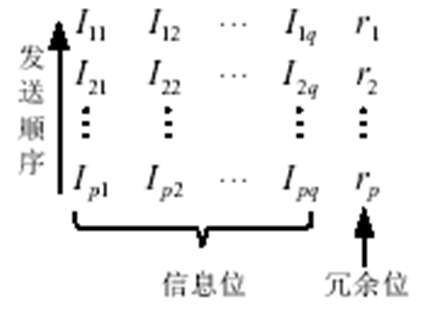 发送顺序
I₁₁ I₁₂ ⋯ I₁q r₁
I₂₁ I₂₂ ⋯ I₂q r₂
⋮ ⋮ ⋮ ⋮
Iₚ₁ Iₚ₂ ⋯ Iₚq rₚ
信息位 冗余位